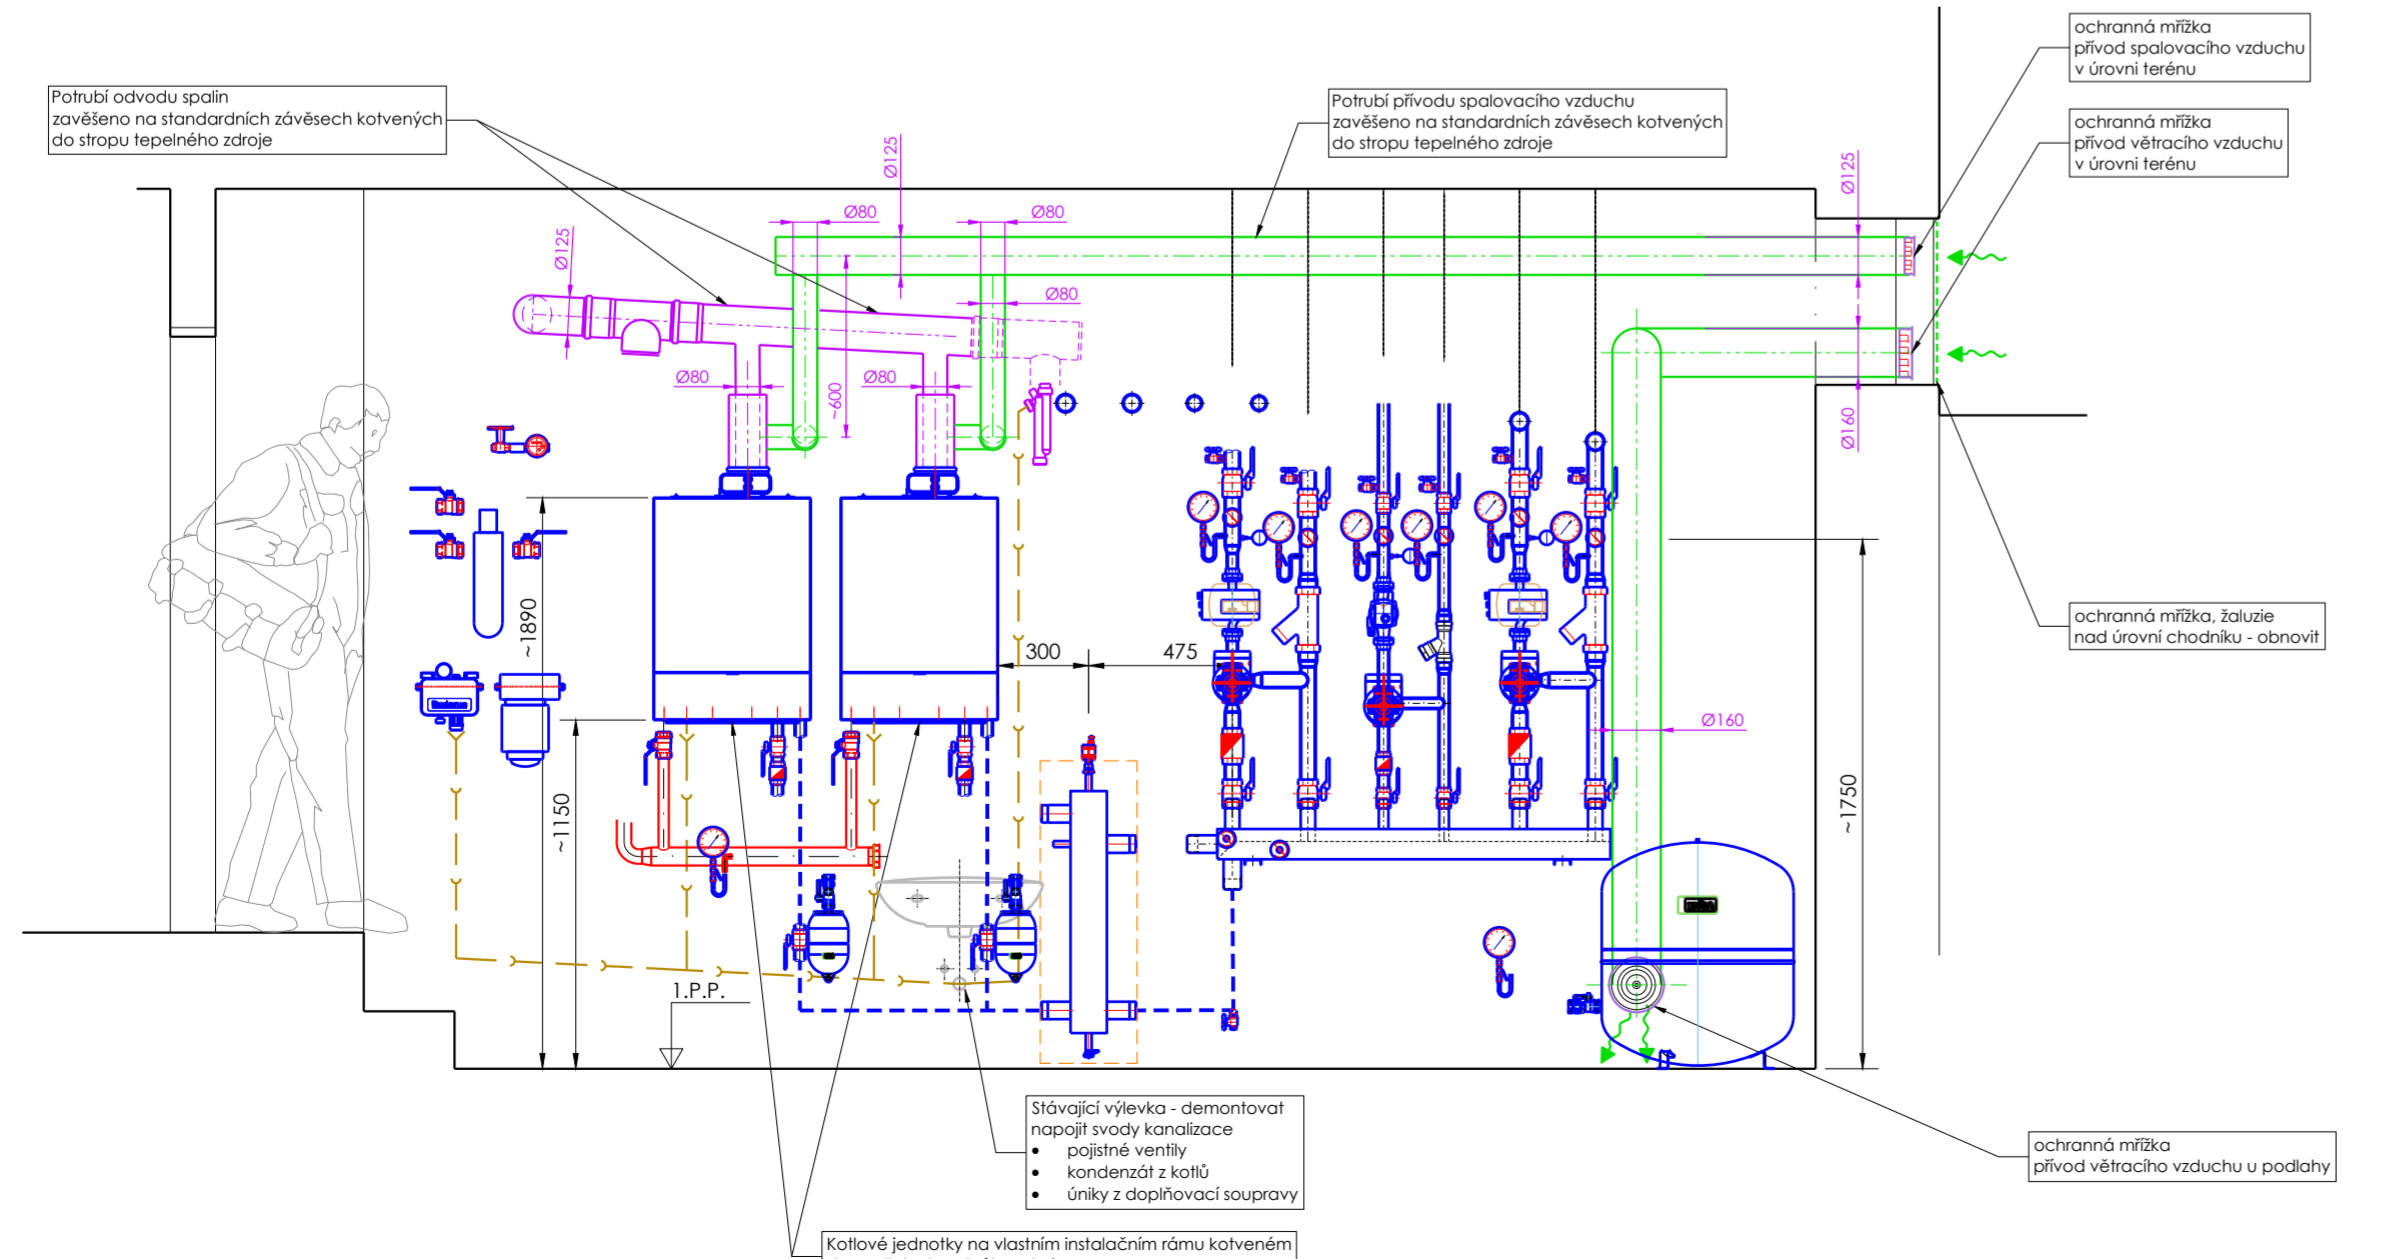 ochranná mřížka
přívod spalovacího vzduchu
v úrovni terénu
Potrubí odvodu spalin
zavěšeno na standardních závěsech kotvených
do stropu tepelného zdroje
Potrubí přívodu spalovacího vzduchu
zavěšeno na standardních závěsech kotvených
do stropu tepelného zdroje
ochranná mřížka
přívod větracího vzduchu
v úrovni terénu
Ø125
Ø125
Ø80
Ø80
Ø125
Ø80
Ø80
Ø80
~600
Ø160
~1890
300
475
ochranná mřížka, žaluzie
nad úrovní chodníku - obnovit
Buderus
Ø160
~1150
~1750
1.P.P.
Stávající výlevka - demontovat
napojit svody kanalizace
• pojistné ventily
• kondenzát z kotlů
• úniky z doplňovací soupravy
ochranná mřížka
přívod větracího vzduchu u podlahy
Kotlové jednotky na vlastním instalačním rámu kotveném